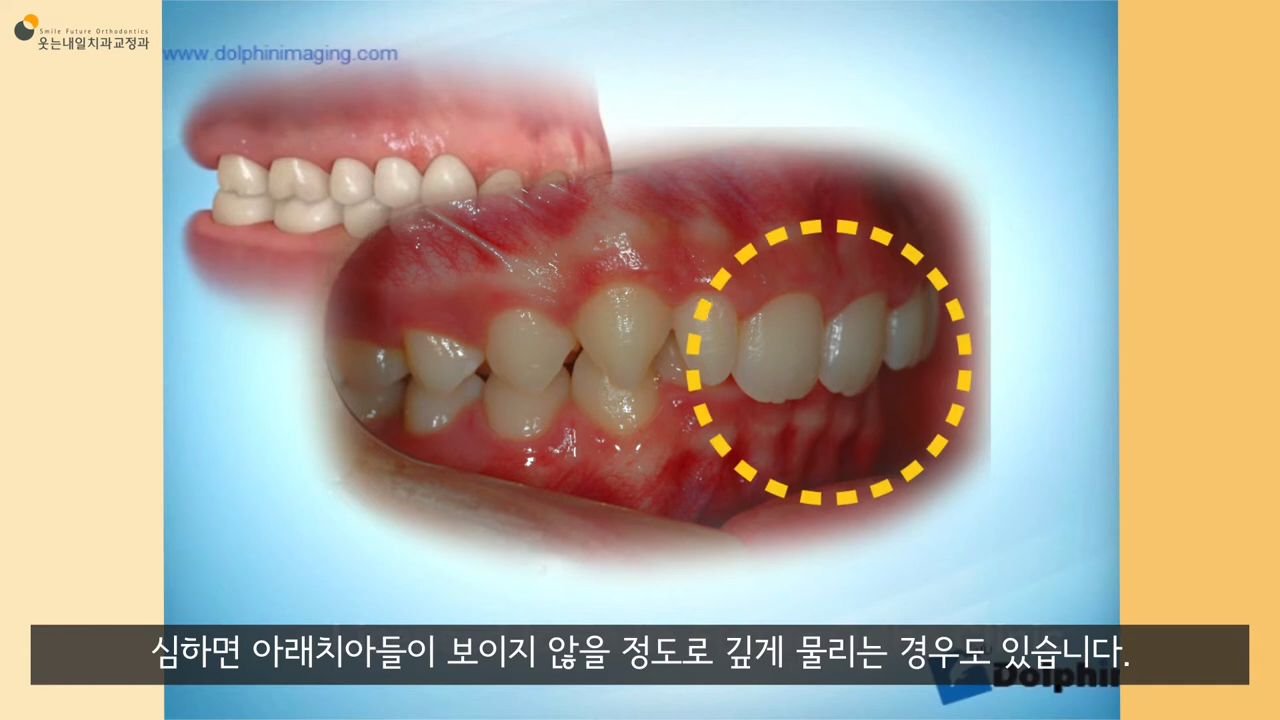 Smile Future Orthodontics
웃는내일치과교정과
www.dolphinimaging.com
심하면 아래치아들이 보이지 않을 정도로 깊게 물리는 경우도 있습니다.
Dolphin